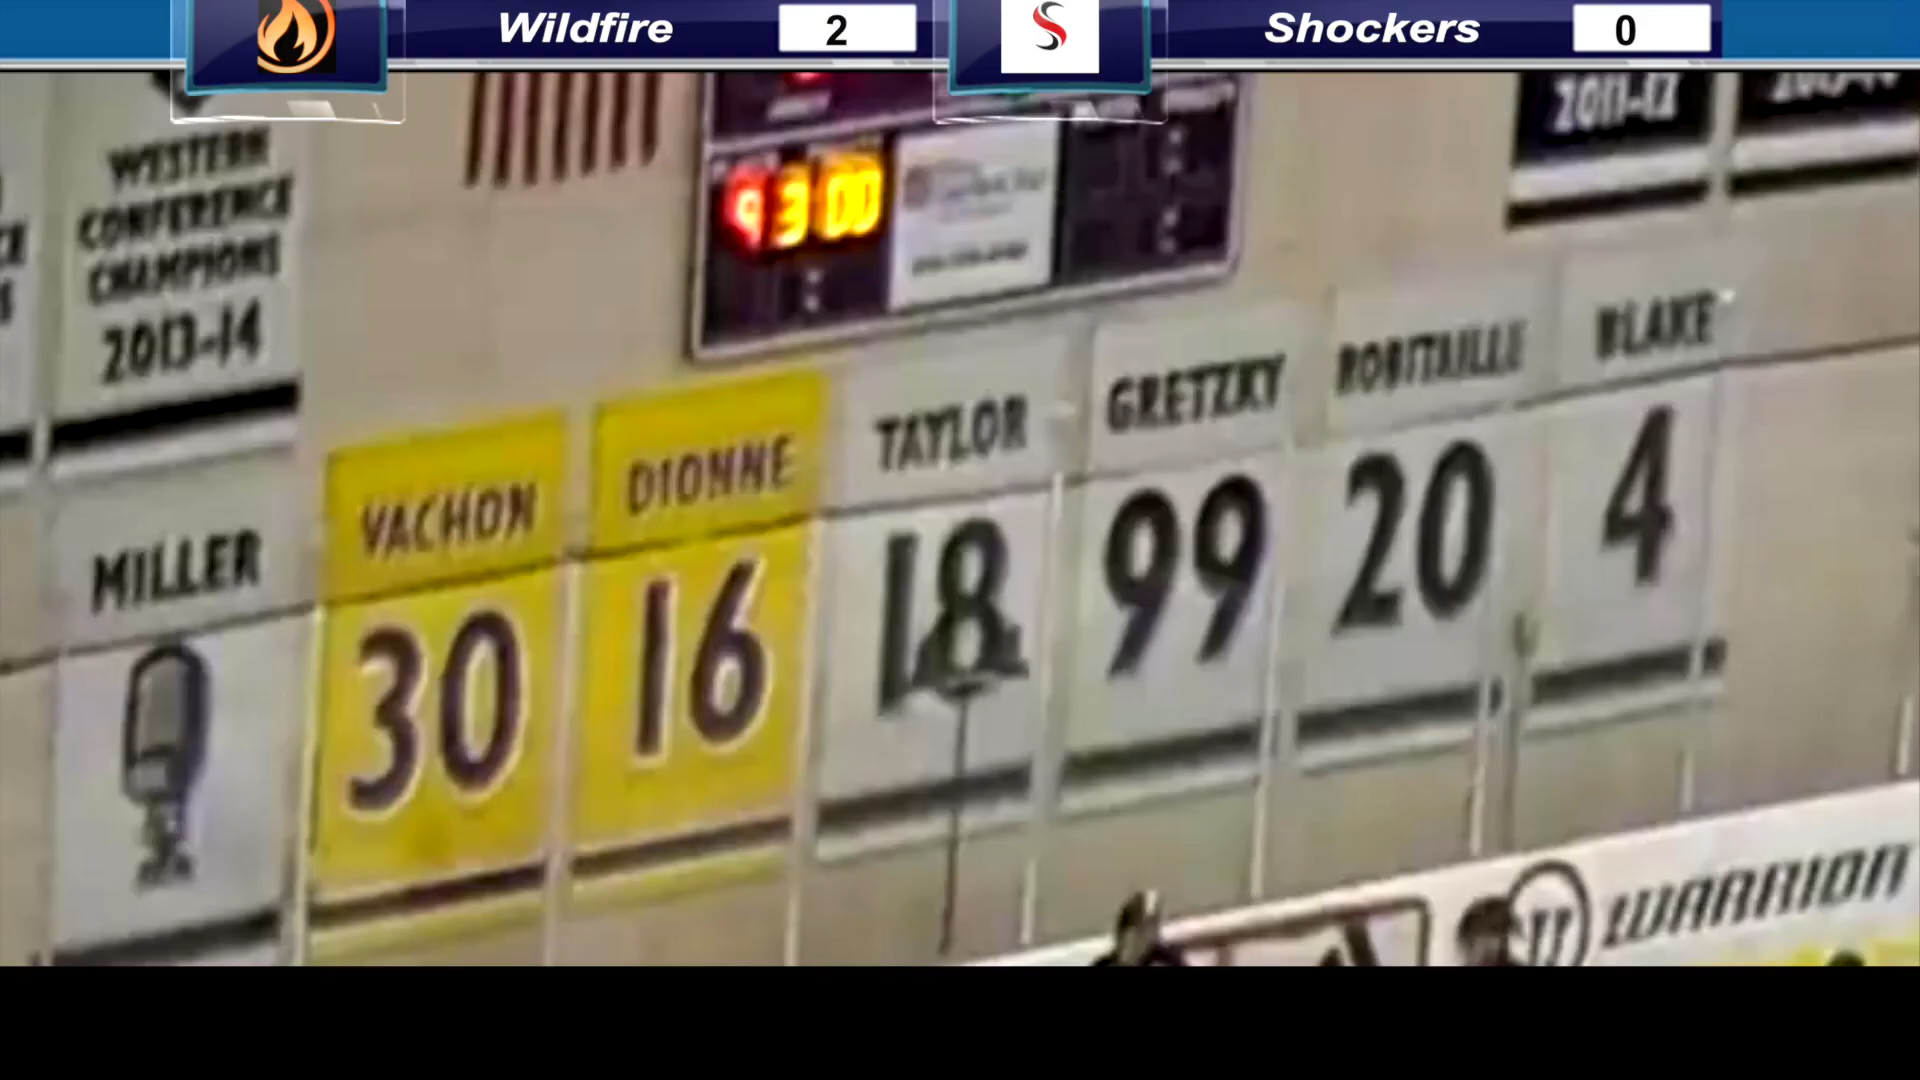 Wildfire 2 Shockers 0
2011-12
WESTERN
CONFERENCE
CHAMPIONS
2013-14
3 00
MILLER
VACHON
30
DIONNE
16
TAYLOR
18
GRETZKY
99
ROBITAILLE
20
BLAKE
4
WARRIOR